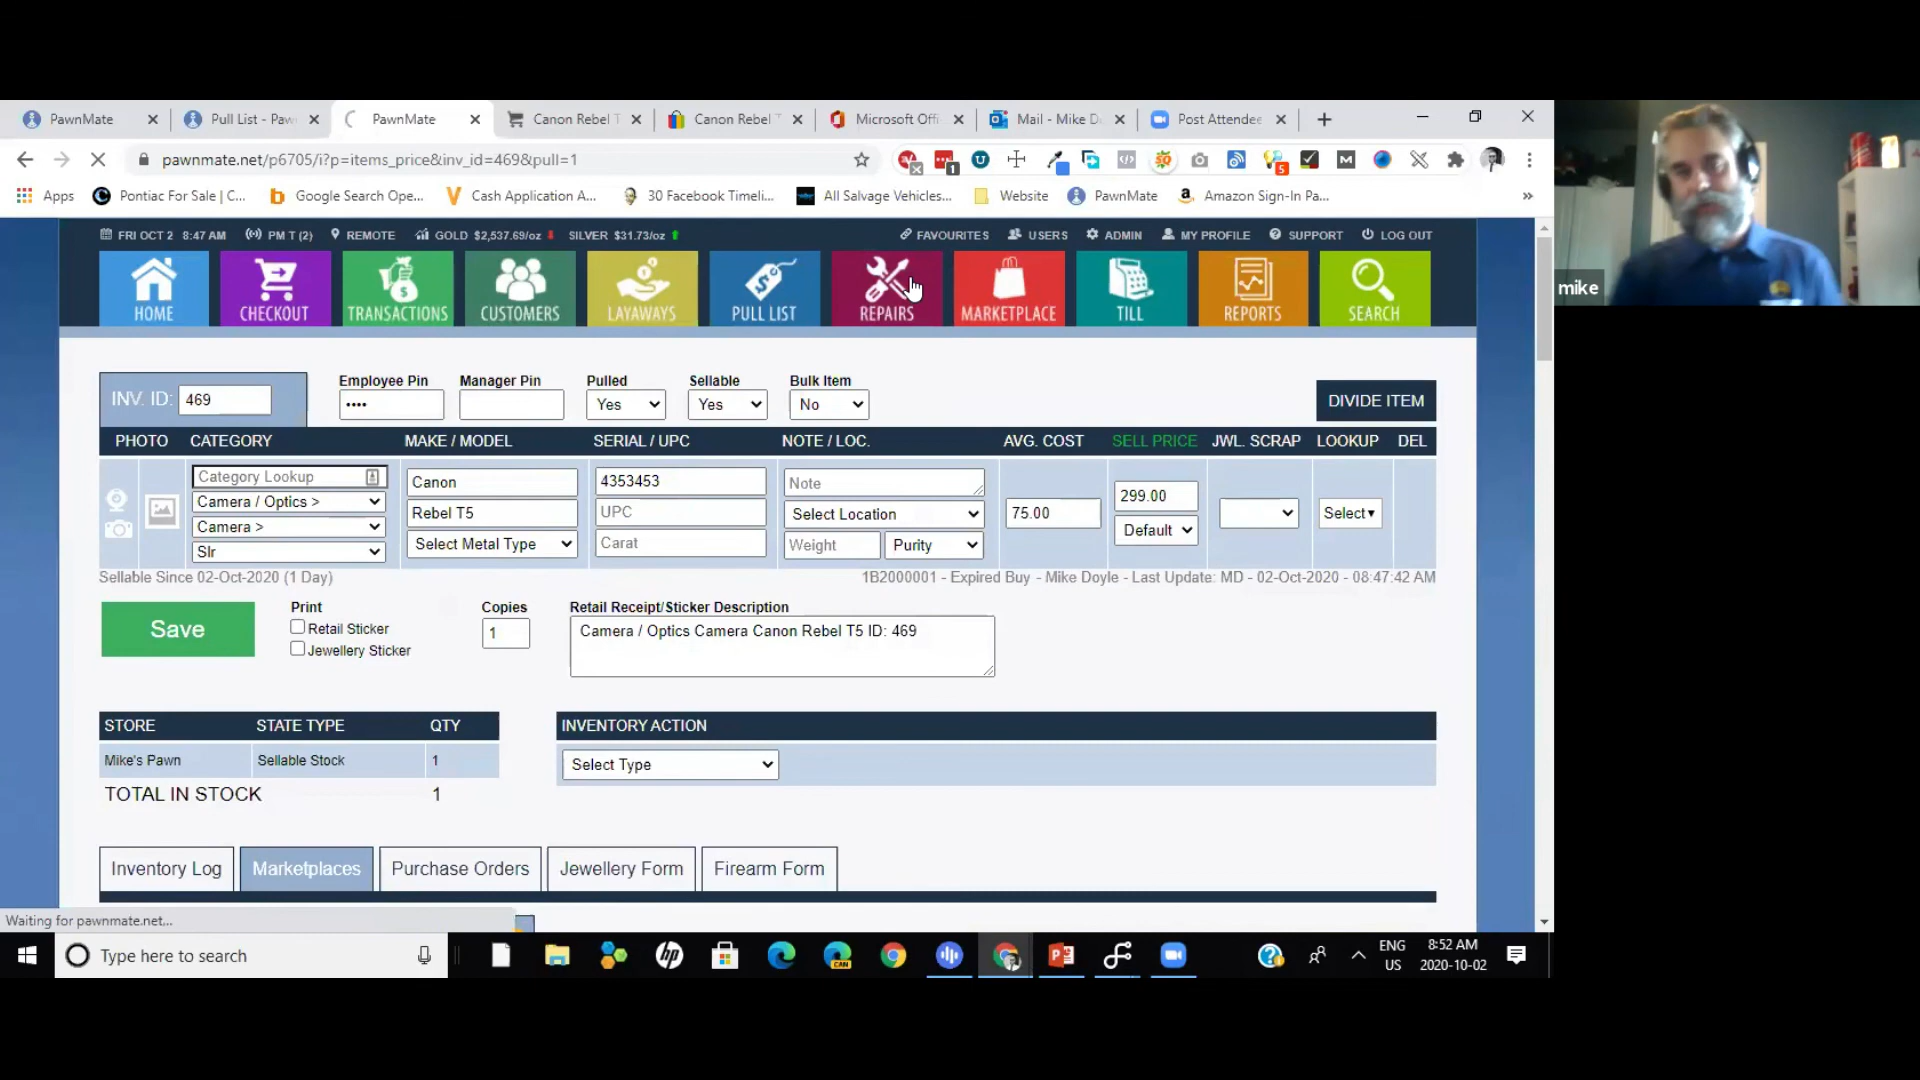 PawnMate
Pull List - Paw
PawnMate
Canon Rebel T
Canon Rebel T
Microsoft Offi
Mail - Mike D
Post Attendee
pawnmate.net/p6705/i?p=items_price&inv_id=469&pull=1
Apps
Pontiac For Sale | C...
Google Search Ope...
Cash Application A...
30 Facebook Timeli...
All Salvage Vehicles...
Website
PawnMate
Amazon Sign-In Pa...
»
FRI OCT 2 8:47 AM
PM T (2)
REMOTE
GOLD $2,537.69/oz
SILVER $31.73/oz
FAVOURITES
USERS
ADMIN
MY PROFILE
SUPPORT
LOG OUT
HOME
CHECKOUT
TRANSACTIONS
CUSTOMERS
LAYAWAYS
PULL LIST
REPAIRS
MARKETPLACE
TILL
REPORTS
SEARCH
mike
INV. ID: 469
Employee Pin
Manager Pin
Pulled
Sellable
Bulk Item
••••
Yes
Yes
No
DIVIDE ITEM
PHOTO
CATEGORY
MAKE / MODEL
SERIAL / UPC
NOTE / LOC.
AVG. COST
SELL PRICE
JWL. SCRAP
LOOKUP
DEL
Category Lookup
Camera / Optics >
Camera >
Slr
Canon
Rebel T5
Select Metal Type
4353453
UPC
Carat
Note
Select Location
Weight
Purity
75.00
299.00
Default
Select▾
Sellable Since 02-Oct-2020 (1 Day)
1B2000001 - Expired Buy - Mike Doyle - Last Update: MD - 02-Oct-2020 - 08:47:42 AM
Save
Print
Retail Sticker
Jewellery Sticker
Copies
1
Retail Receipt/Sticker Description
Camera / Optics Camera Canon Rebel T5 ID: 469
STORE
STATE TYPE
QTY
Mike's Pawn
Sellable Stock
1
TOTAL IN STOCK
1
INVENTORY ACTION
Select Type
Inventory Log
Marketplaces
Purchase Orders
Jewellery Form
Firearm Form
Waiting for pawnmate.net...
Type here to search
ENG
US
8:52 AM
2020-10-02